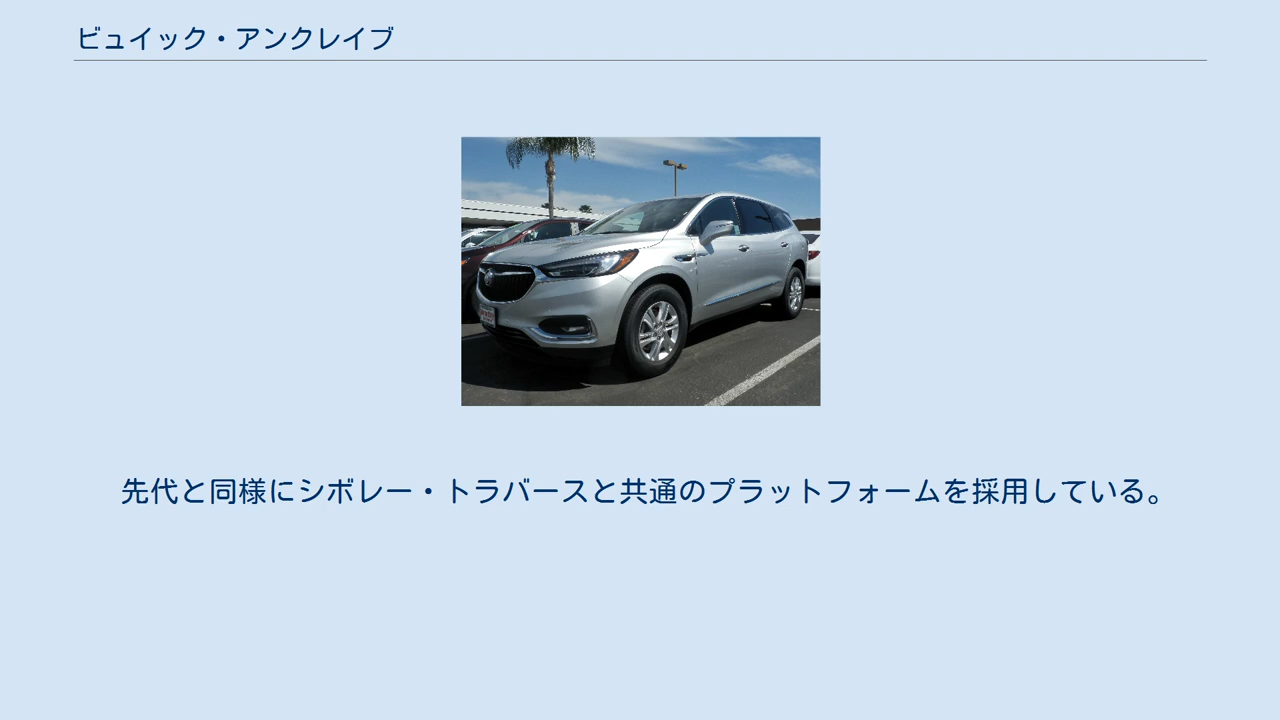 ビュイック・アンクレイブ
先代と同様にシボレー・トラバースと共通のプラットフォームを採用している。